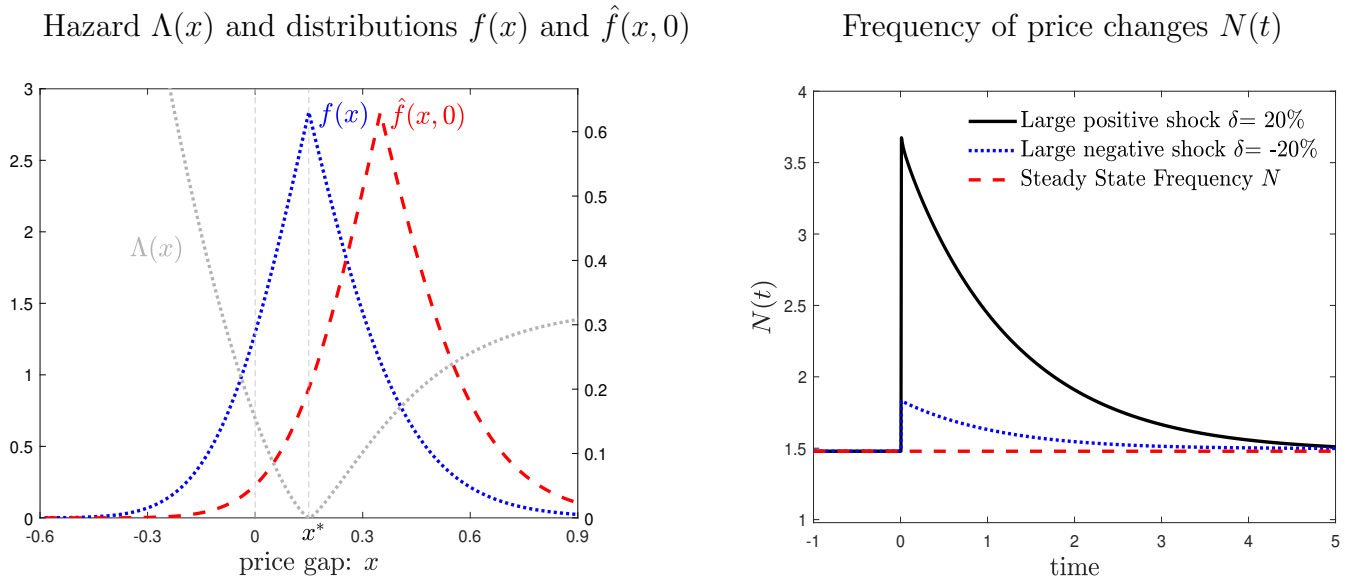 Hazard Λ(x) and distributions f(x) and f̂(x, 0)
3
2.5
2
1.5
1
0.5
0
0.6
0.5
0.4
0.3
0.2
0.1
0
f(x)
f̂(x, 0)
Λ(x)
-0.6
-0.3
0
x*
0.3
0.6
0.9
price gap: x
Frequency of price changes N(t)
4
3.5
3
2.5
2
1.5
1
N(t)
Large positive shock δ= 20%
Large negative shock δ= -20%
Steady State Frequency N
-1
0
1
2
3
4
5
time